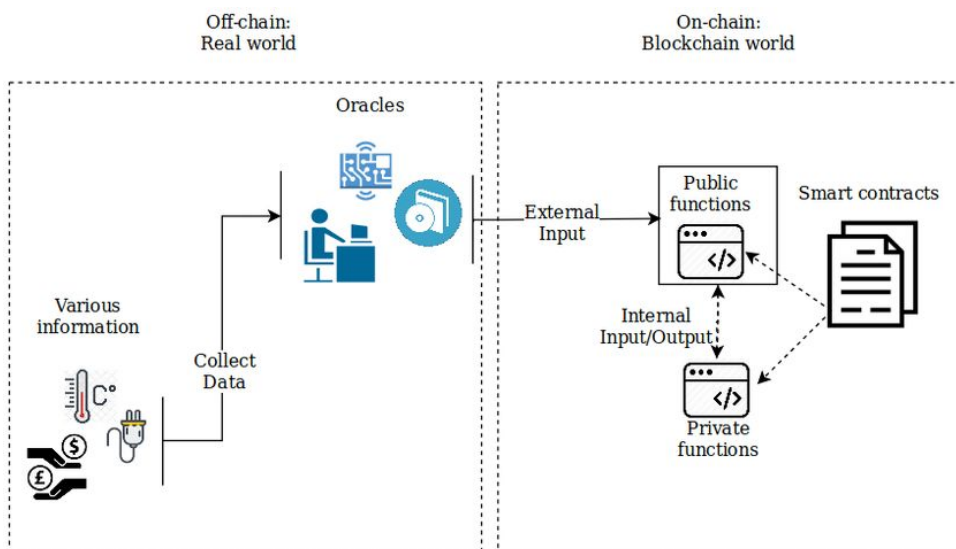 Off-chain:
Real world
On-chain:
Blockchain world
Oracles
Public
functions
Smart contracts
External
Input
Various
information
Internal
Input/Output
Collect
Data
C°
$
£
</>
</>
Private
functions